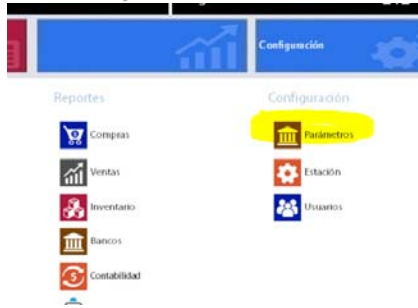 Configuración
Reportes
Configuración
Compras
Parámetros
Ventas
Estación
Inventario
Usuarios
Bancos
Contabilidad